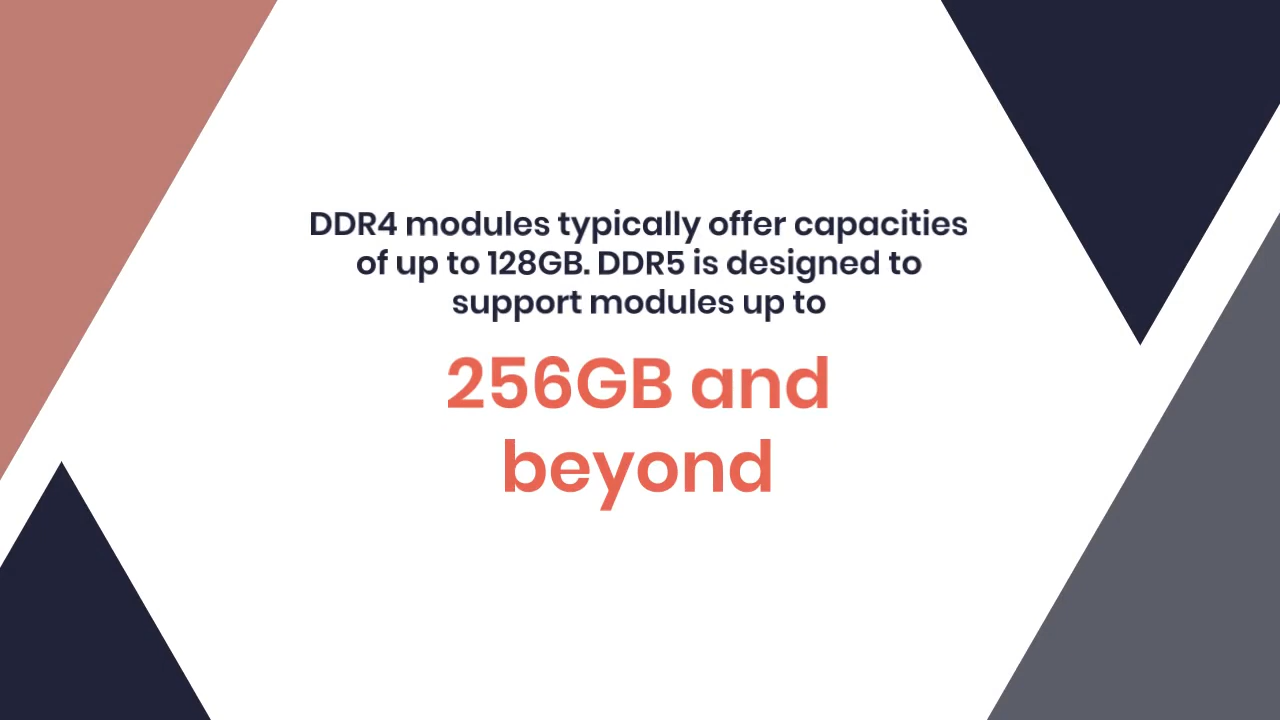 DDR4 modules typically offer capacities
of up to 128GB. DDR5 is designed to
support modules up to
256GB and
beyond